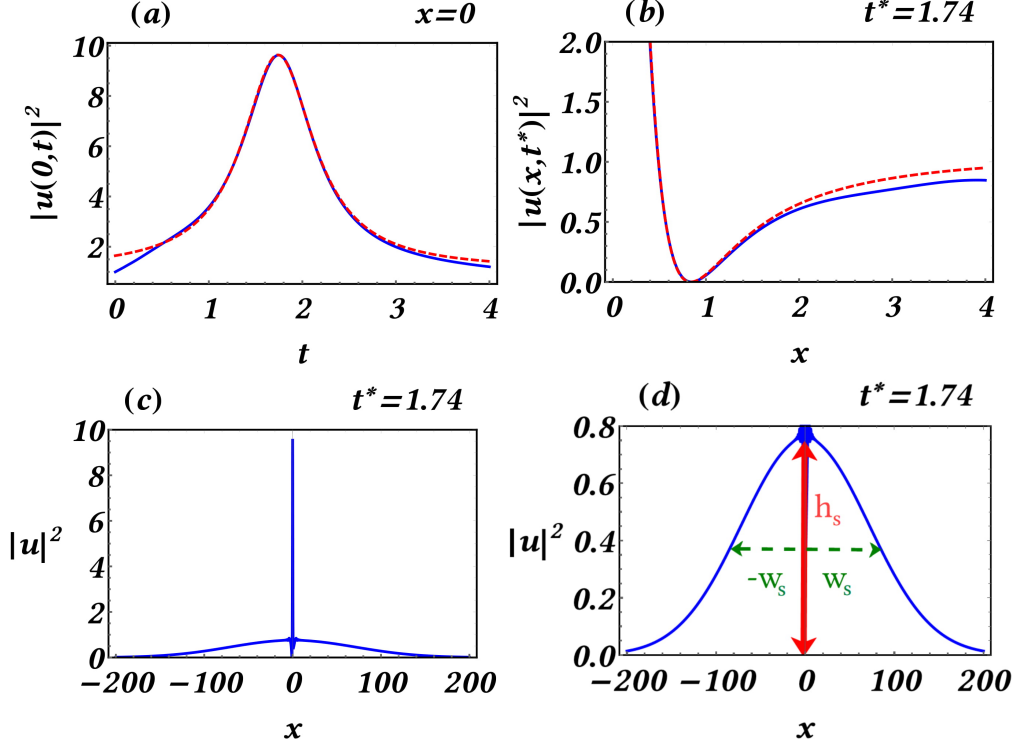 (a) x=0
|u(0,t)|²
10
8
6
4
2
0 1 2 3 4
t
(b) t*=1.74
|u(x,t*)|²
2.0
1.5
1.0
0.5
0.0
0 1 2 3 4
x
(c) t*=1.74
|u|²
10
8
6
4
2
0
−200 −100 0 100 200
x
(d) t*=1.74
|u|²
0.8
0.6
0.4
0.2
0.0
hₛ
-wₛ wₛ
−200 −100 0 100 200
x